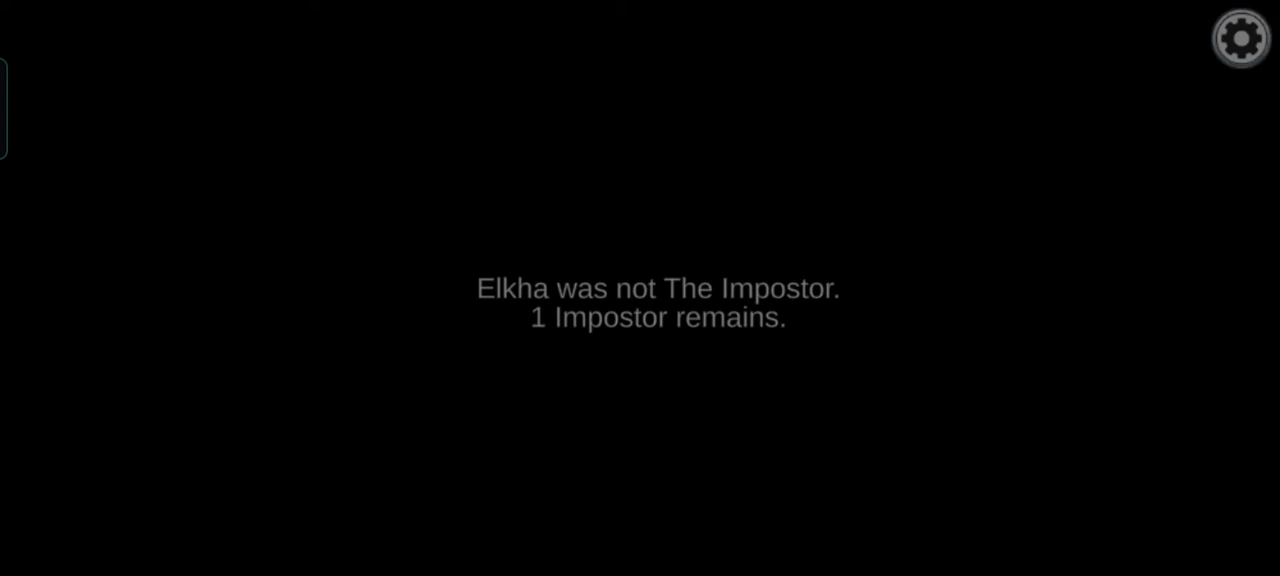 Elkha was not The Impostor.
1 Impostor remains.